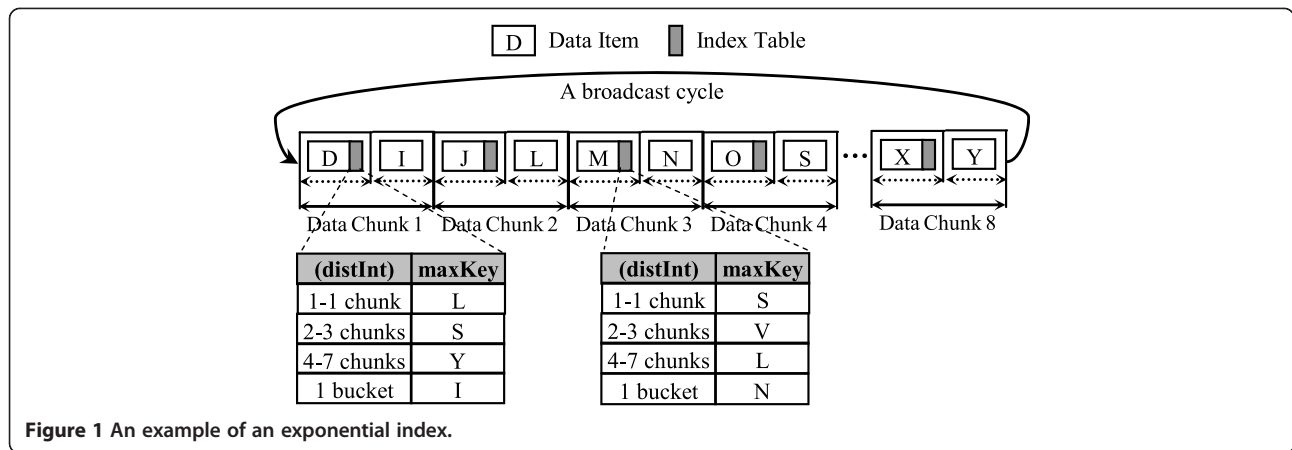 D Data Item Index Table
A broadcast cycle
D I J L M N O S ... X Y
Data Chunk 1 Data Chunk 2 Data Chunk 3 Data Chunk 4 Data Chunk 8
(distInt) maxKey
1-1 chunk L
2-3 chunks S
4-7 chunks Y
1 bucket I
(distInt) maxKey
1-1 chunk S
2-3 chunks V
4-7 chunks L
1 bucket N
Figure 1 An example of an exponential index.